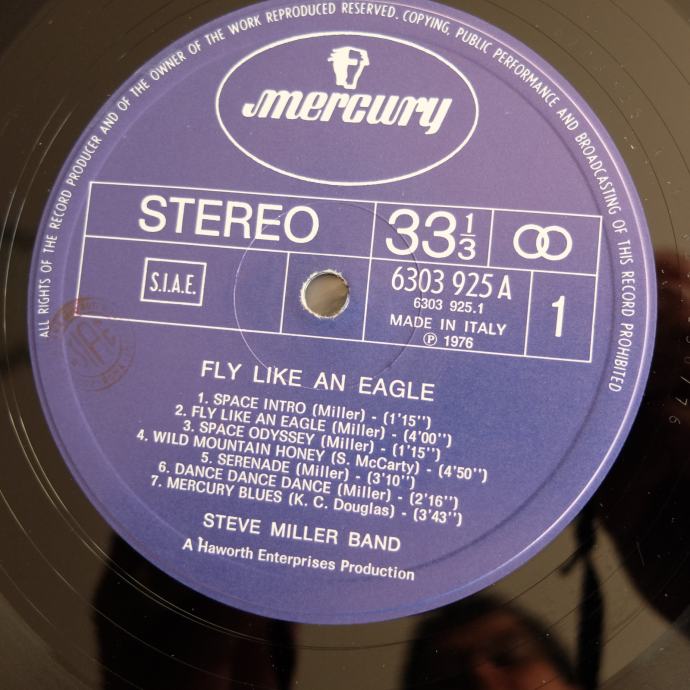 ALL RIGHTS OF THE RECORD PRODUCER AND OF THE OWNER OF THE WORK REPRODUCED RESERVED. COPYING, PUBLIC PERFORMANCE AND BROADCASTING OF THIS RECORD PROHIBITED
mercury
STEREO 33 1/3
S.I.A.E. 6303 925 A 1
6303 925.1
MADE IN ITALY
℗ 1976
FLY LIKE AN EAGLE
1. SPACE INTRO (Miller) - (1'15'')
2. FLY LIKE AN EAGLE (Miller) - (4'00'')
3. SPACE ODYSSEY (Miller) - (1'15'')
4. WILD MOUNTAIN HONEY (S. McCarty) - (4'50'')
5. SERENADE (Miller) - (3'10'')
6. DANCE DANCE DANCE (Miller) - (2'16'')
7. MERCURY BLUES (K. C. Douglas) - (3'43'')
STEVE MILLER BAND
A Haworth Enterprises Production